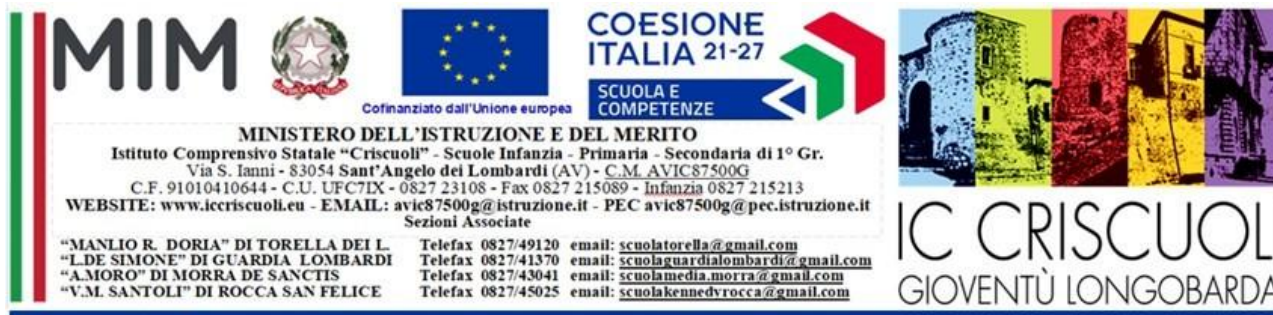 MIM
Cofinanziato dall'Unione europea
COESIONE
ITALIA 21-27
SCUOLA E
COMPETENZE
MINISTERO DELL'ISTRUZIONE E DEL MERITO
Istituto Comprensivo Statale "Criscuoli" - Scuole Infanzia - Primaria - Secondaria di 1° Gr.
Via S. Ianni - 83054 Sant'Angelo dei Lombardi (AV) - C.M. AVIC87500G
C.F. 91010410644 - C.U. UFC7IX - 0827 23108 - Fax 0827 215089 - Infanzia 0827 215213
WEBSITE: www.iccriscuoli.eu - EMAIL: avic87500g@istruzione.it - PEC avic87500g@pec.istruzione.it
Sezioni Associate
"MANLIO R. DORIA" DI TORELLA DEI L. Telefax 0827/49120 email: scuolatorella@gmail.com
"L.DE SIMONE" DI GUARDIA LOMBARDI Telefax 0827/41370 email: scuolaguardialombardi@gmail.com
"A.MORO" DI MORRA DE SANCTIS Telefax 0827/43041 email: scuolamedia.morra@gmail.com
"V.M. SANTOLI" DI ROCCA SAN FELICE Telefax 0827/45025 email: scuolakennedyrocca@gmail.com
IC CRISCUOL
GIOVENTÙ LONGOBARDA